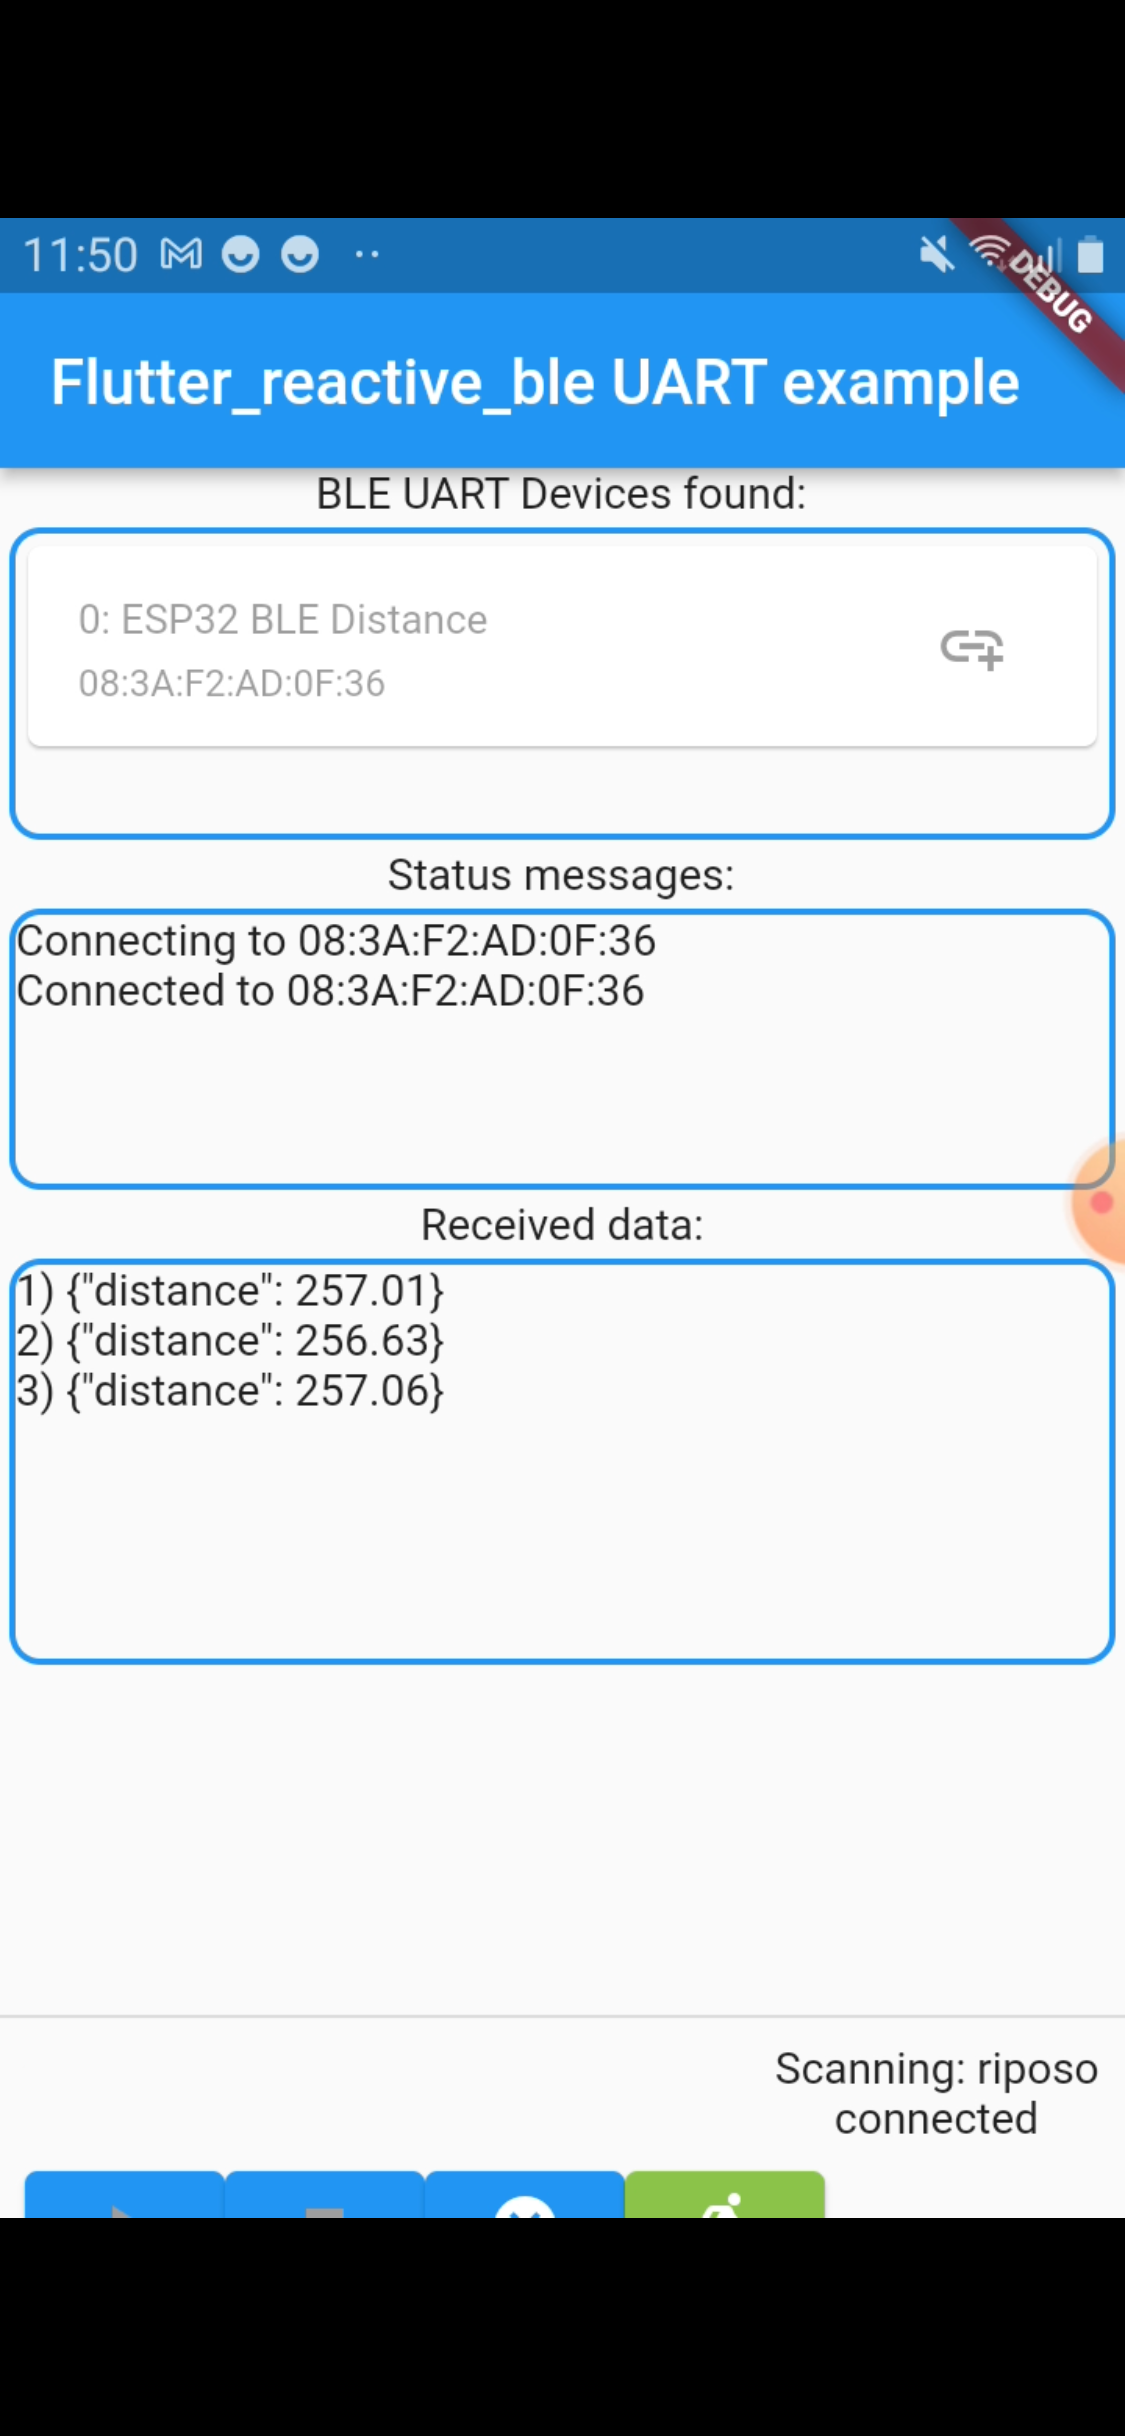 11:50
DEBUG
Flutter_reactive_ble UART example
BLE UART Devices found:
0: ESP32 BLE Distance
08:3A:F2:AD:0F:36
Status messages:
Connecting to 08:3A:F2:AD:0F:36
Connected to 08:3A:F2:AD:0F:36
Received data:
1) {"distance": 257.01}
2) {"distance": 256.63}
3) {"distance": 257.06}
Scanning: riposo
connected